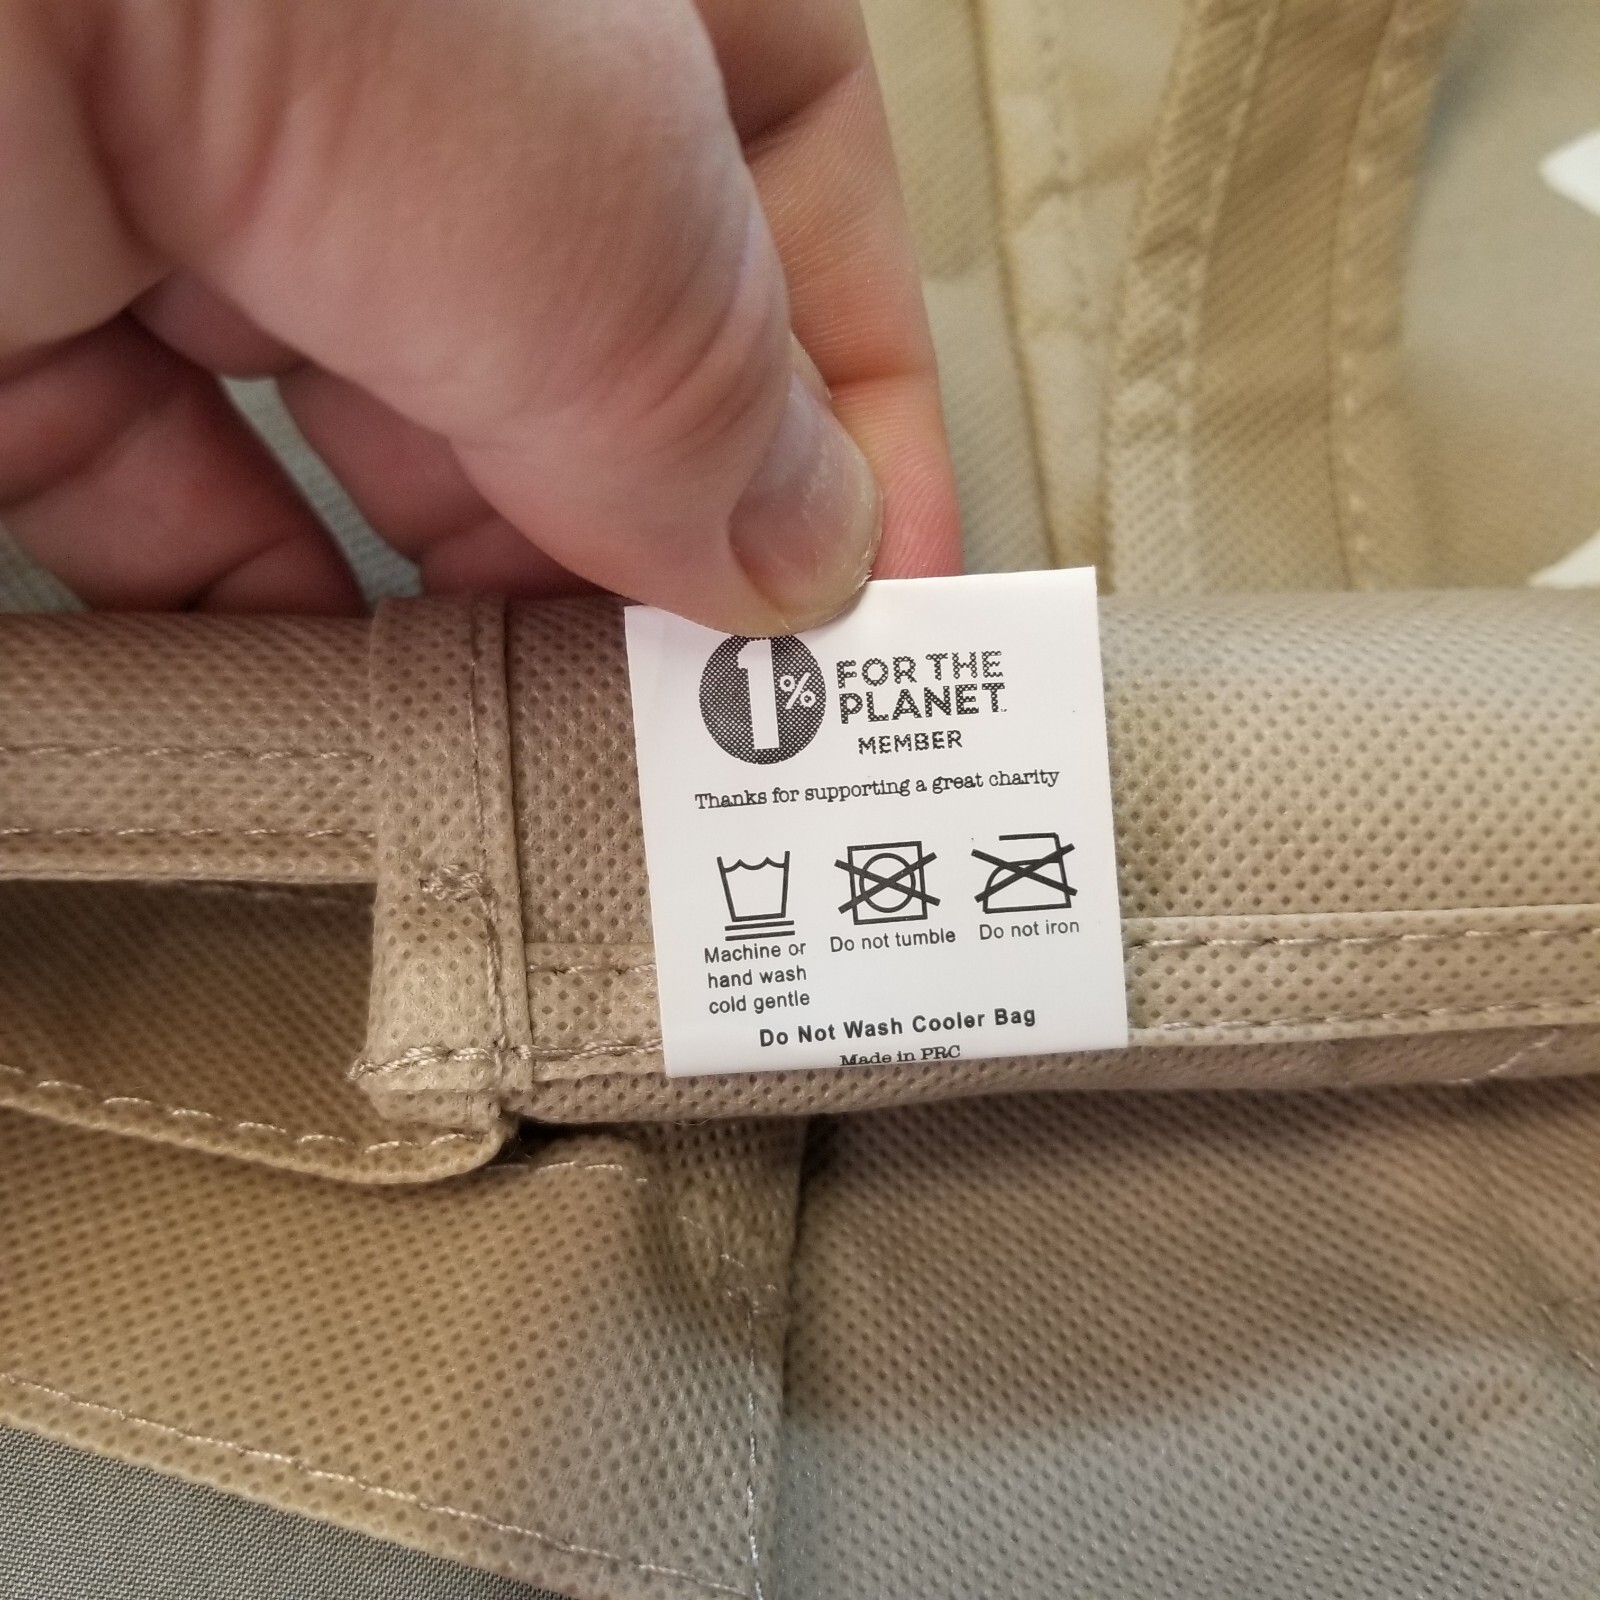 1% FOR THE
PLANET
MEMBER
Thanks for supporting a great charity
Machine or
hand wash
cold gentle
Do not tumble
Do not iron
Do Not Wash Cooler Bag
Made in PRC